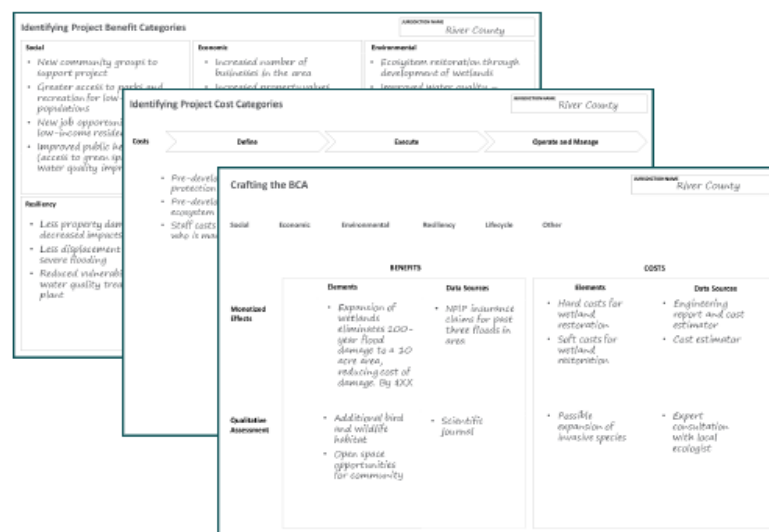 Identifying Project Benefit Categories
JURISDICTION NAME
River County
Social
• New community groups to
support project
• Greater access to parks and
recreation for low-
populations
• New job opportuni
low-income reside
• Improved public he
(access to green sp
water quality impr
Economic
• Increased number of
businesses in the area
• Increased property values
Environmental
• Ecosystem restoration through
development of wetlands
• Improved water quality –
Resiliency
• Less property dam
decreased impacts
• Less displacement
severe flooding
• Reduced vulnerabi
water quality trea
plant
Identifying Project Cost Categories
JURISDICTION NAME
River County
Costs
Define
Execute
Operate and Manage
• Pre-develo
protection
• Pre-develo
ecosystem
• Staff costs
who is ma
Crafting the BCA
JURISDICTION NAME
River County
Social
Economic
Environmental
Resiliency
Lifecycle
Other
BENEFITS
COSTS
Elements
Data Sources
Elements
Data Sources
Monetized
Effects
• Expansion of
wetlands
eliminates 100-
year flood
damage to a 10
acre area,
reducing cost of
damage. By $XX
• NFIP insurance
claims for past
three floods in
area
• Hard costs for
wetland
restoration
• Soft costs for
wetland
restoration
• Engineering
report and cost
estimator
• Cost estimator
Qualitative
Assessment
• Additional bird
and wildlife
habitat
• Open space
opportunities
for community
• Scientific
journal
• Possible
expansion of
invasive species
• Expert
consultation
with local
ecologist